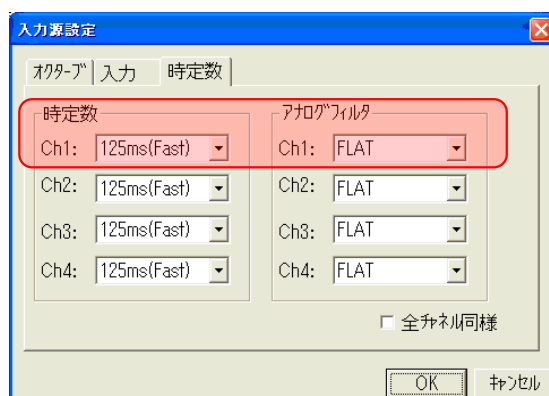 入力源設定
ｵｸﾀｰﾌﾞ 入力 時定数
時定数 ｱﾅﾛｸﾞﾌｨﾙﾀ
Ch1: 125ms(Fast) Ch1: FLAT
Ch2: 125ms(Fast) Ch2: FLAT
Ch3: 125ms(Fast) Ch3: FLAT
Ch4: 125ms(Fast) Ch4: FLAT
全ﾁｬﾈﾙ同様
OK ｷｬﾝｾﾙ